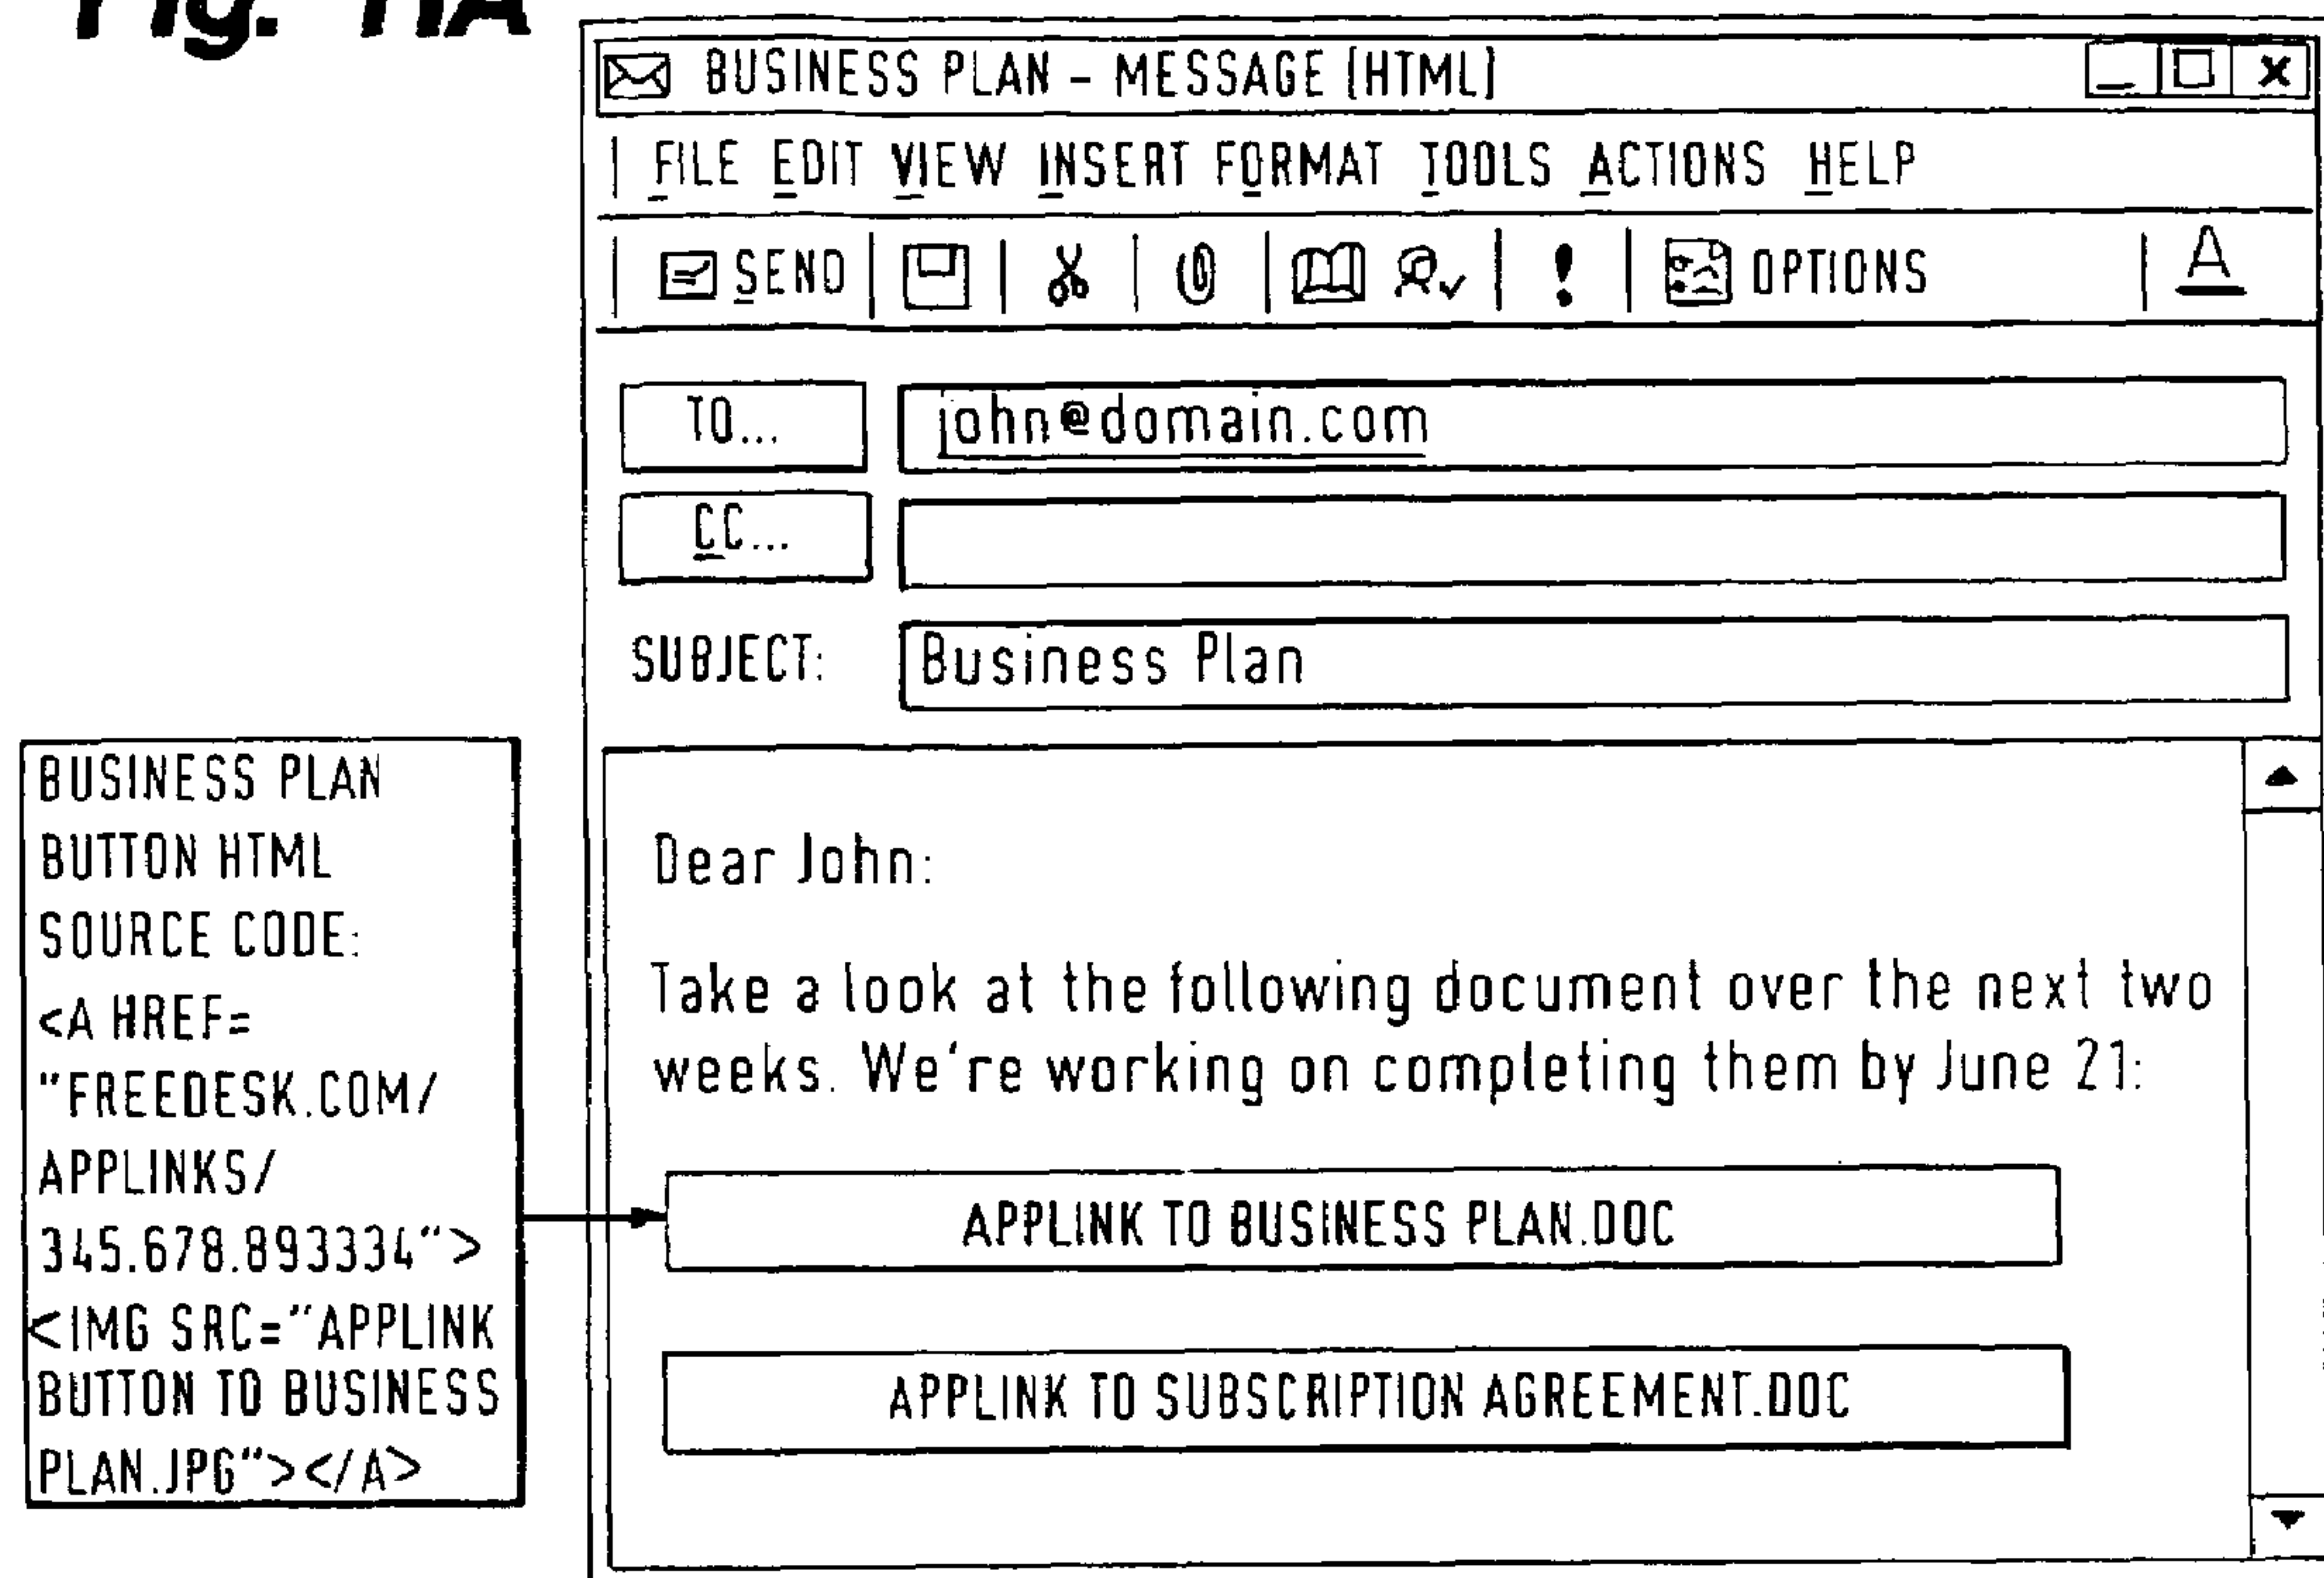 Fig. 11A
BUSINESS PLAN – MESSAGE (HTML)
FILE EDIT VIEW INSERT FORMAT TOOLS ACTIONS HELP
SEND OPTIONS A
TO... john@domain.com
CC...
SUBJECT: Business Plan
BUSINESS PLAN
BUTTON HTML
SOURCE CODE:
<A HREF=
"FREEDESK.COM/
APPLINKS/
345.678.893334">
<IMG SRC="APPLINK
BUTTON TO BUSINESS
PLAN.JPG"></A>
Dear John:
Take a look at the following document over the next two
weeks. We're working on completing them by June 21:
APPLINK TO BUSINESS PLAN.DOC
APPLINK TO SUBSCRIPTION AGREEMENT.DOC